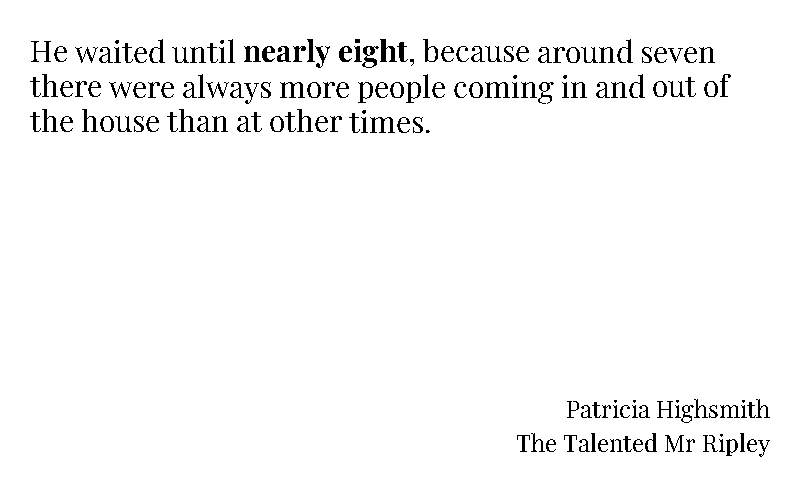 He waited until nearly eight, because around seven
there were always more people coming in and out of
the house than at other times.
Patricia Highsmith
The Talented Mr Ripley